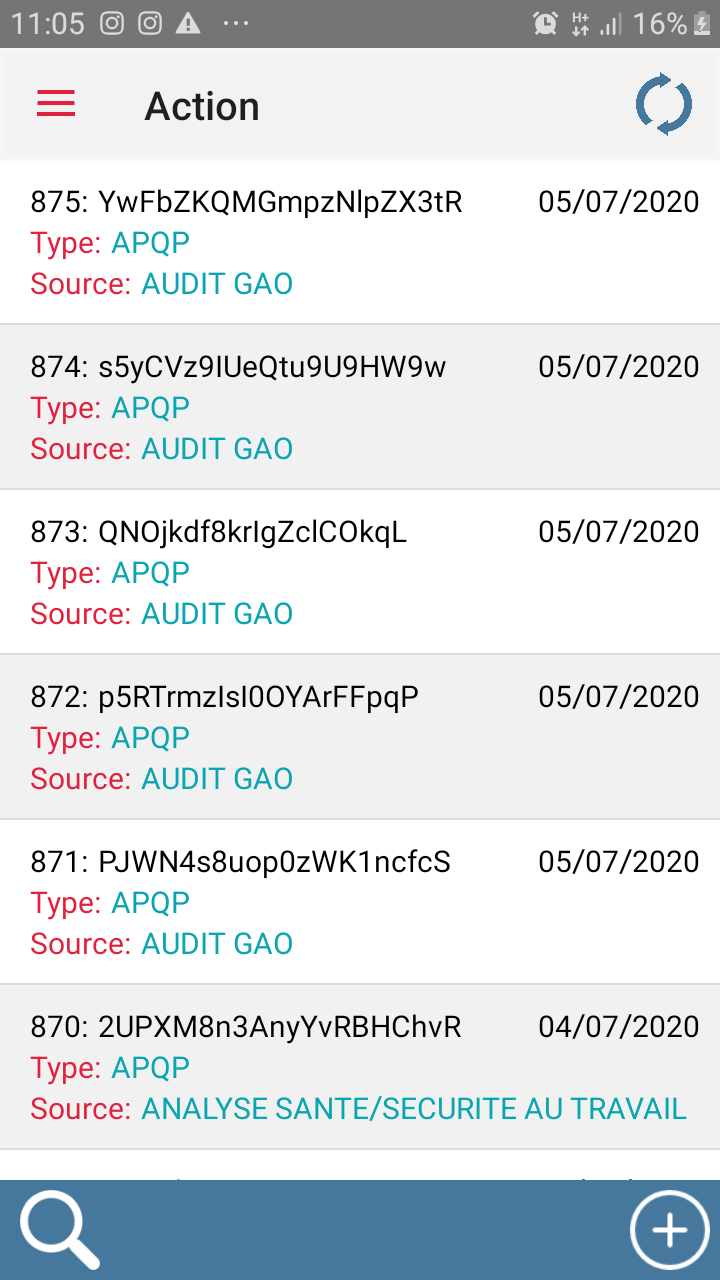 11:05 H+ 16%
Action
875: YwFbZKQMGmpzNlpZX3tR 05/07/2020
Type: APQP
Source: AUDIT GAO
874: s5yCVz9IUeQtu9U9HW9w 05/07/2020
Type: APQP
Source: AUDIT GAO
873: QNOjkdf8krIgZclCOkqL 05/07/2020
Type: APQP
Source: AUDIT GAO
872: p5RTrmzIsI0OYArFFpqP 05/07/2020
Type: APQP
Source: AUDIT GAO
871: PJWN4s8uop0zWK1ncfcS 05/07/2020
Type: APQP
Source: AUDIT GAO
870: 2UPXM8n3AnyYvRBHChvR 04/07/2020
Type: APQP
Source: ANALYSE SANTE/SECURITE AU TRAVAIL